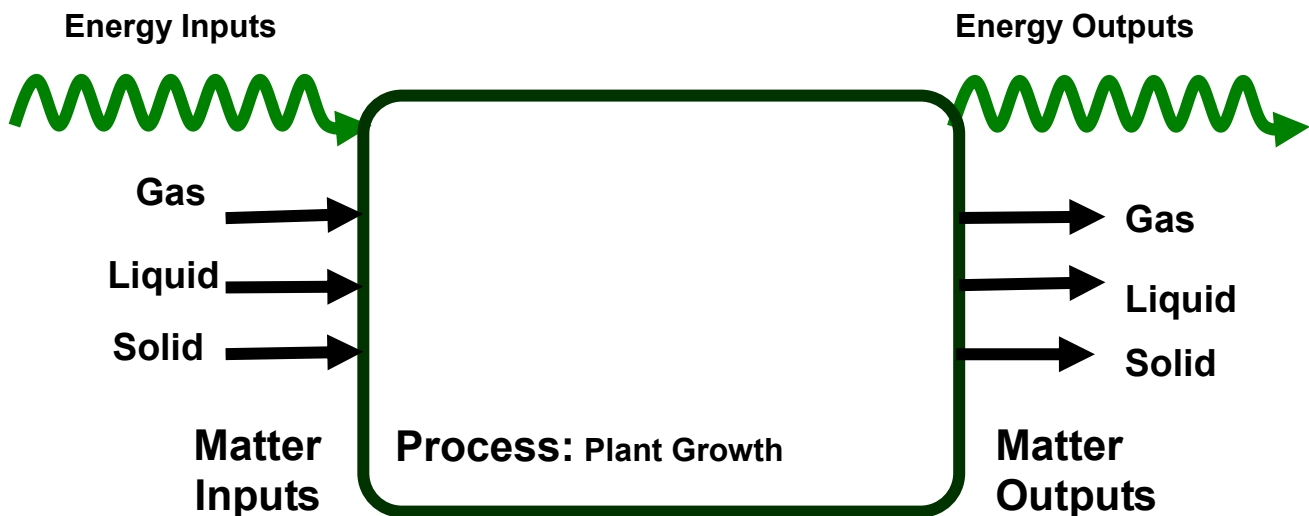 Energy Inputs
Energy Outputs
Gas
Liquid
Solid
Gas
Liquid
Solid
Matter
Inputs
Process: Plant Growth
Matter
Outputs